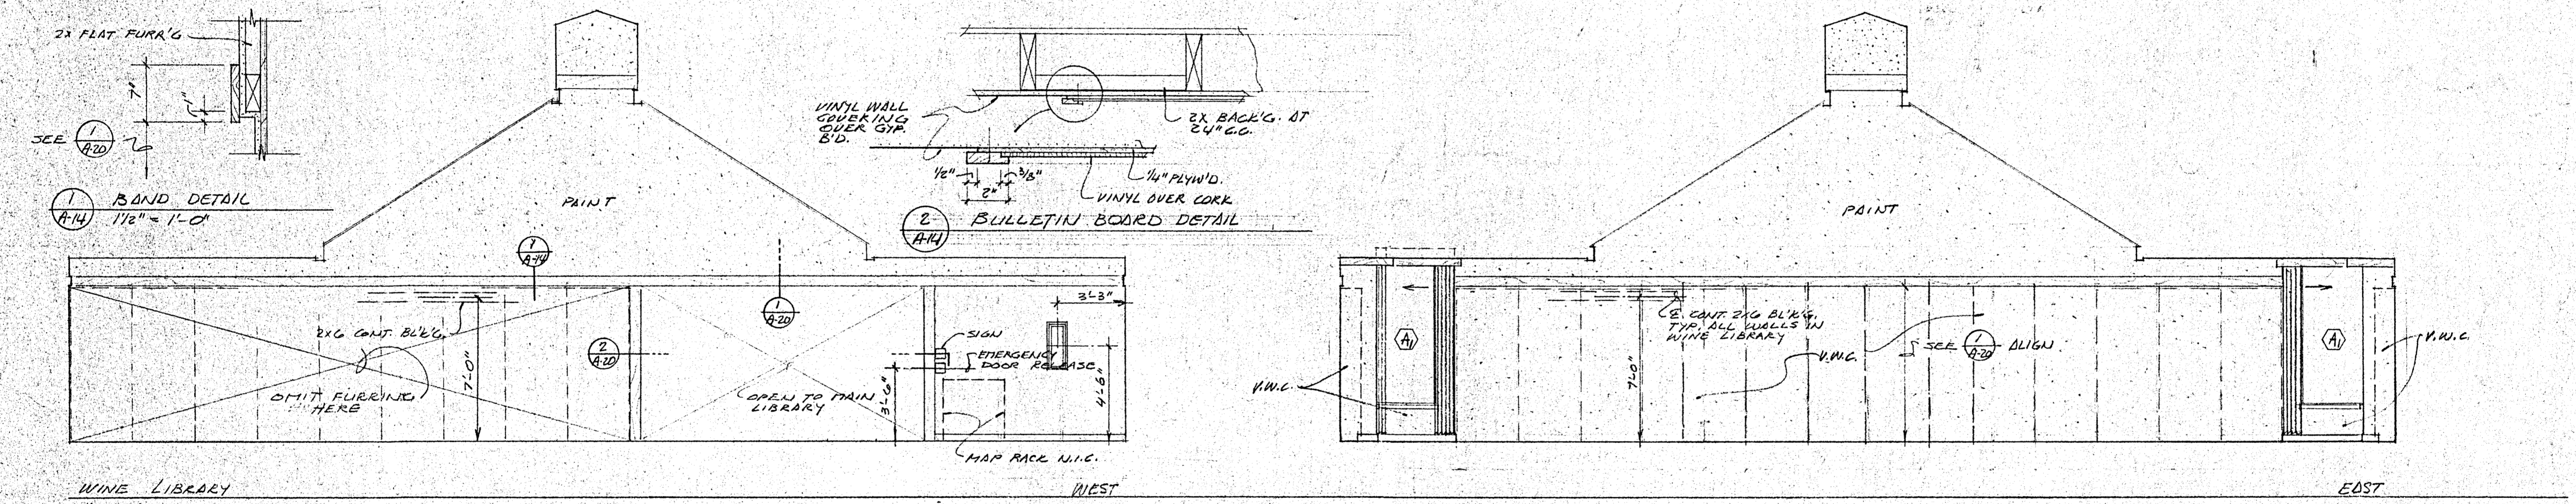 2X FLAT FURR'G
7"
1"
SEE 1 A-20
1 A-14 BAND DETAIL
1 1/2" = 1'-0"
VINYL WALL
COVERING
OVER GYP.
B'D.
2X BACK'G. AT
24" C.C.
1/2"
3/8"
2"
1/4" PLYW'D.
VINYL OVER CORK
2 A-14 BULLETIN BOARD DETAIL
PAINT
1 A-14
1 A-20
2 A-20
2X6 CONT. BL'K'G.
7'-0"
OMIT FURRING
HERE
OPEN TO MAIN
LIBRARY
3'-3"
SIGN
EMERGENCY
DOOR RELEASE
3'-6"
4'-6"
MAP RACK N.I.C.
WINE LIBRARY
WEST
PAINT
A1
V.W.C.
7'-0"
CONT. 2X6 BL'K'G.
TYP. ALL WALLS IN
WINE LIBRARY
V.W.C.
SEE 1 A-20 ALIGN
A1
V.W.C.
EAST